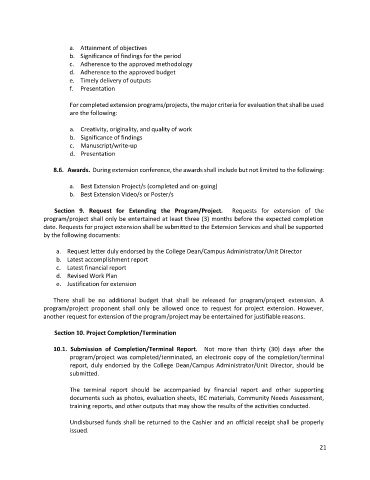 a. Attainment of objectives
b. Significance of findings for the period
c. Adherence to the approved methodology
d. Adherence to the approved budget
e. Timely delivery of outputs
f. Presentation
For completed extension programs/projects, the major criteria for evaluation that shall be used
are the following:
a. Creativity, originality, and quality of work
b. Significance of findings
c. Manuscript/write-up
d. Presentation
8.6. Awards. During extension conference, the awards shall include but not limited to the following:
a. Best Extension Project/s (completed and on-going)
b. Best Extension Video/s or Poster/s
Section 9. Request for Extending the Program/Project. Requests for extension of the
program/project shall only be entertained at least three (3) months before the expected completion
date. Requests for project extension shall be submitted to the Extension Services and shall be supported
by the following documents:
a. Request letter duly endorsed by the College Dean/Campus Administrator/Unit Director
b. Latest accomplishment report
c. Latest financial report
d. Revised Work Plan
e. Justification for extension
There shall be no additional budget that shall be released for program/project extension. A
program/project proponent shall only be allowed once to request for project extension. However,
another request for extension of the program/project may be entertained for justifiable reasons.
Section 10. Project Completion/Termination
10.1. Submission of Completion/Terminal Report. Not more than thirty (30) days after the
program/project was completed/terminated, an electronic copy of the completion/terminal
report, duly endorsed by the College Dean/Campus Administrator/Unit Director, should be
submitted.
The terminal report should be accompanied by financial report and other supporting
documents such as photos, evaluation sheets, IEC materials, Community Needs Assessment,
training reports, and other outputs that may show the results of the activities conducted.
Undisbursed funds shall be returned to the Cashier and an official receipt shall be properly
issued.
21